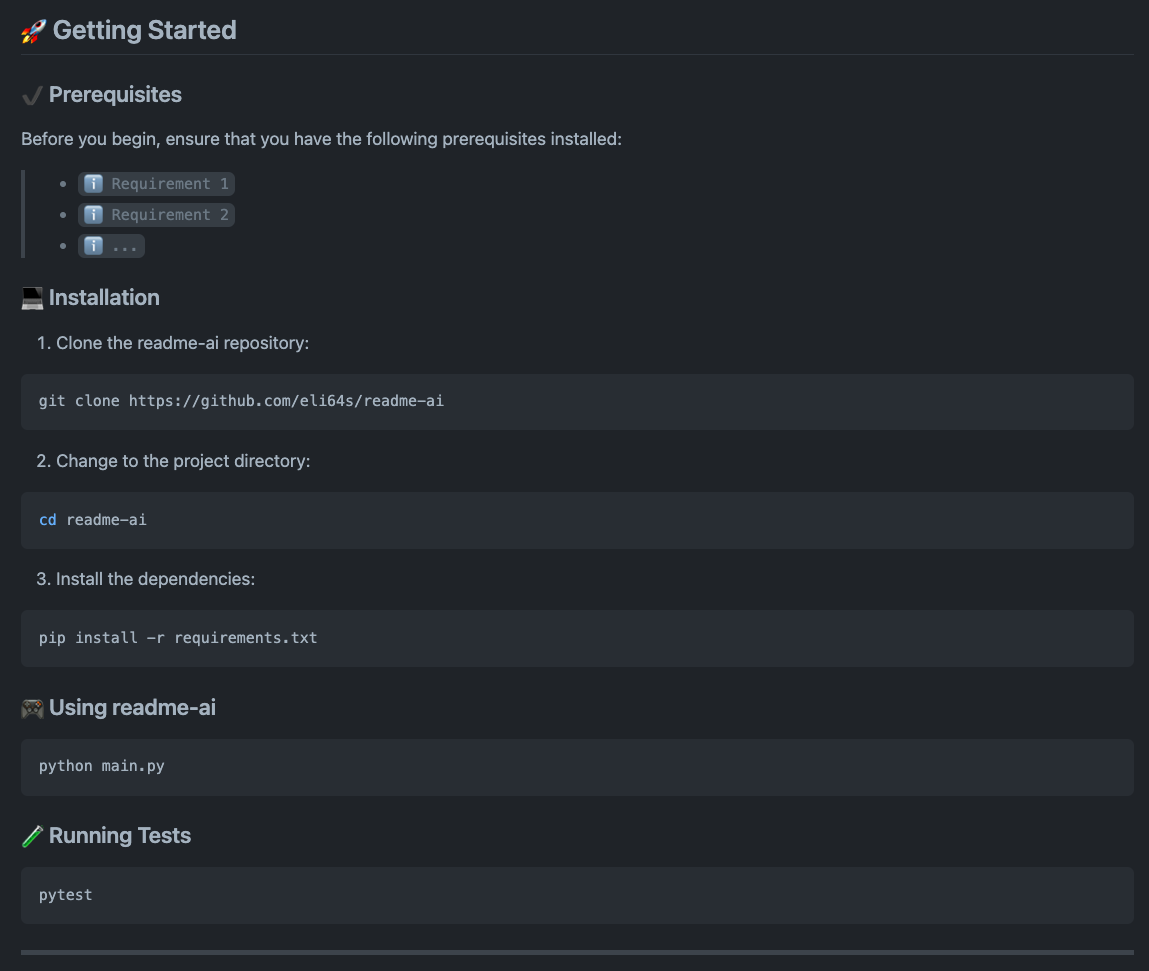 🚀 Getting Started
✔️ Prerequisites
Before you begin, ensure that you have the following prerequisites installed:
• ℹ️ Requirement 1
• ℹ️ Requirement 2
• ℹ️ ...
💻 Installation
1. Clone the readme-ai repository:
git clone https://github.com/eli64s/readme-ai
2. Change to the project directory:
cd readme-ai
3. Install the dependencies:
pip install -r requirements.txt
🎮 Using readme-ai
python main.py
🧪 Running Tests
pytest